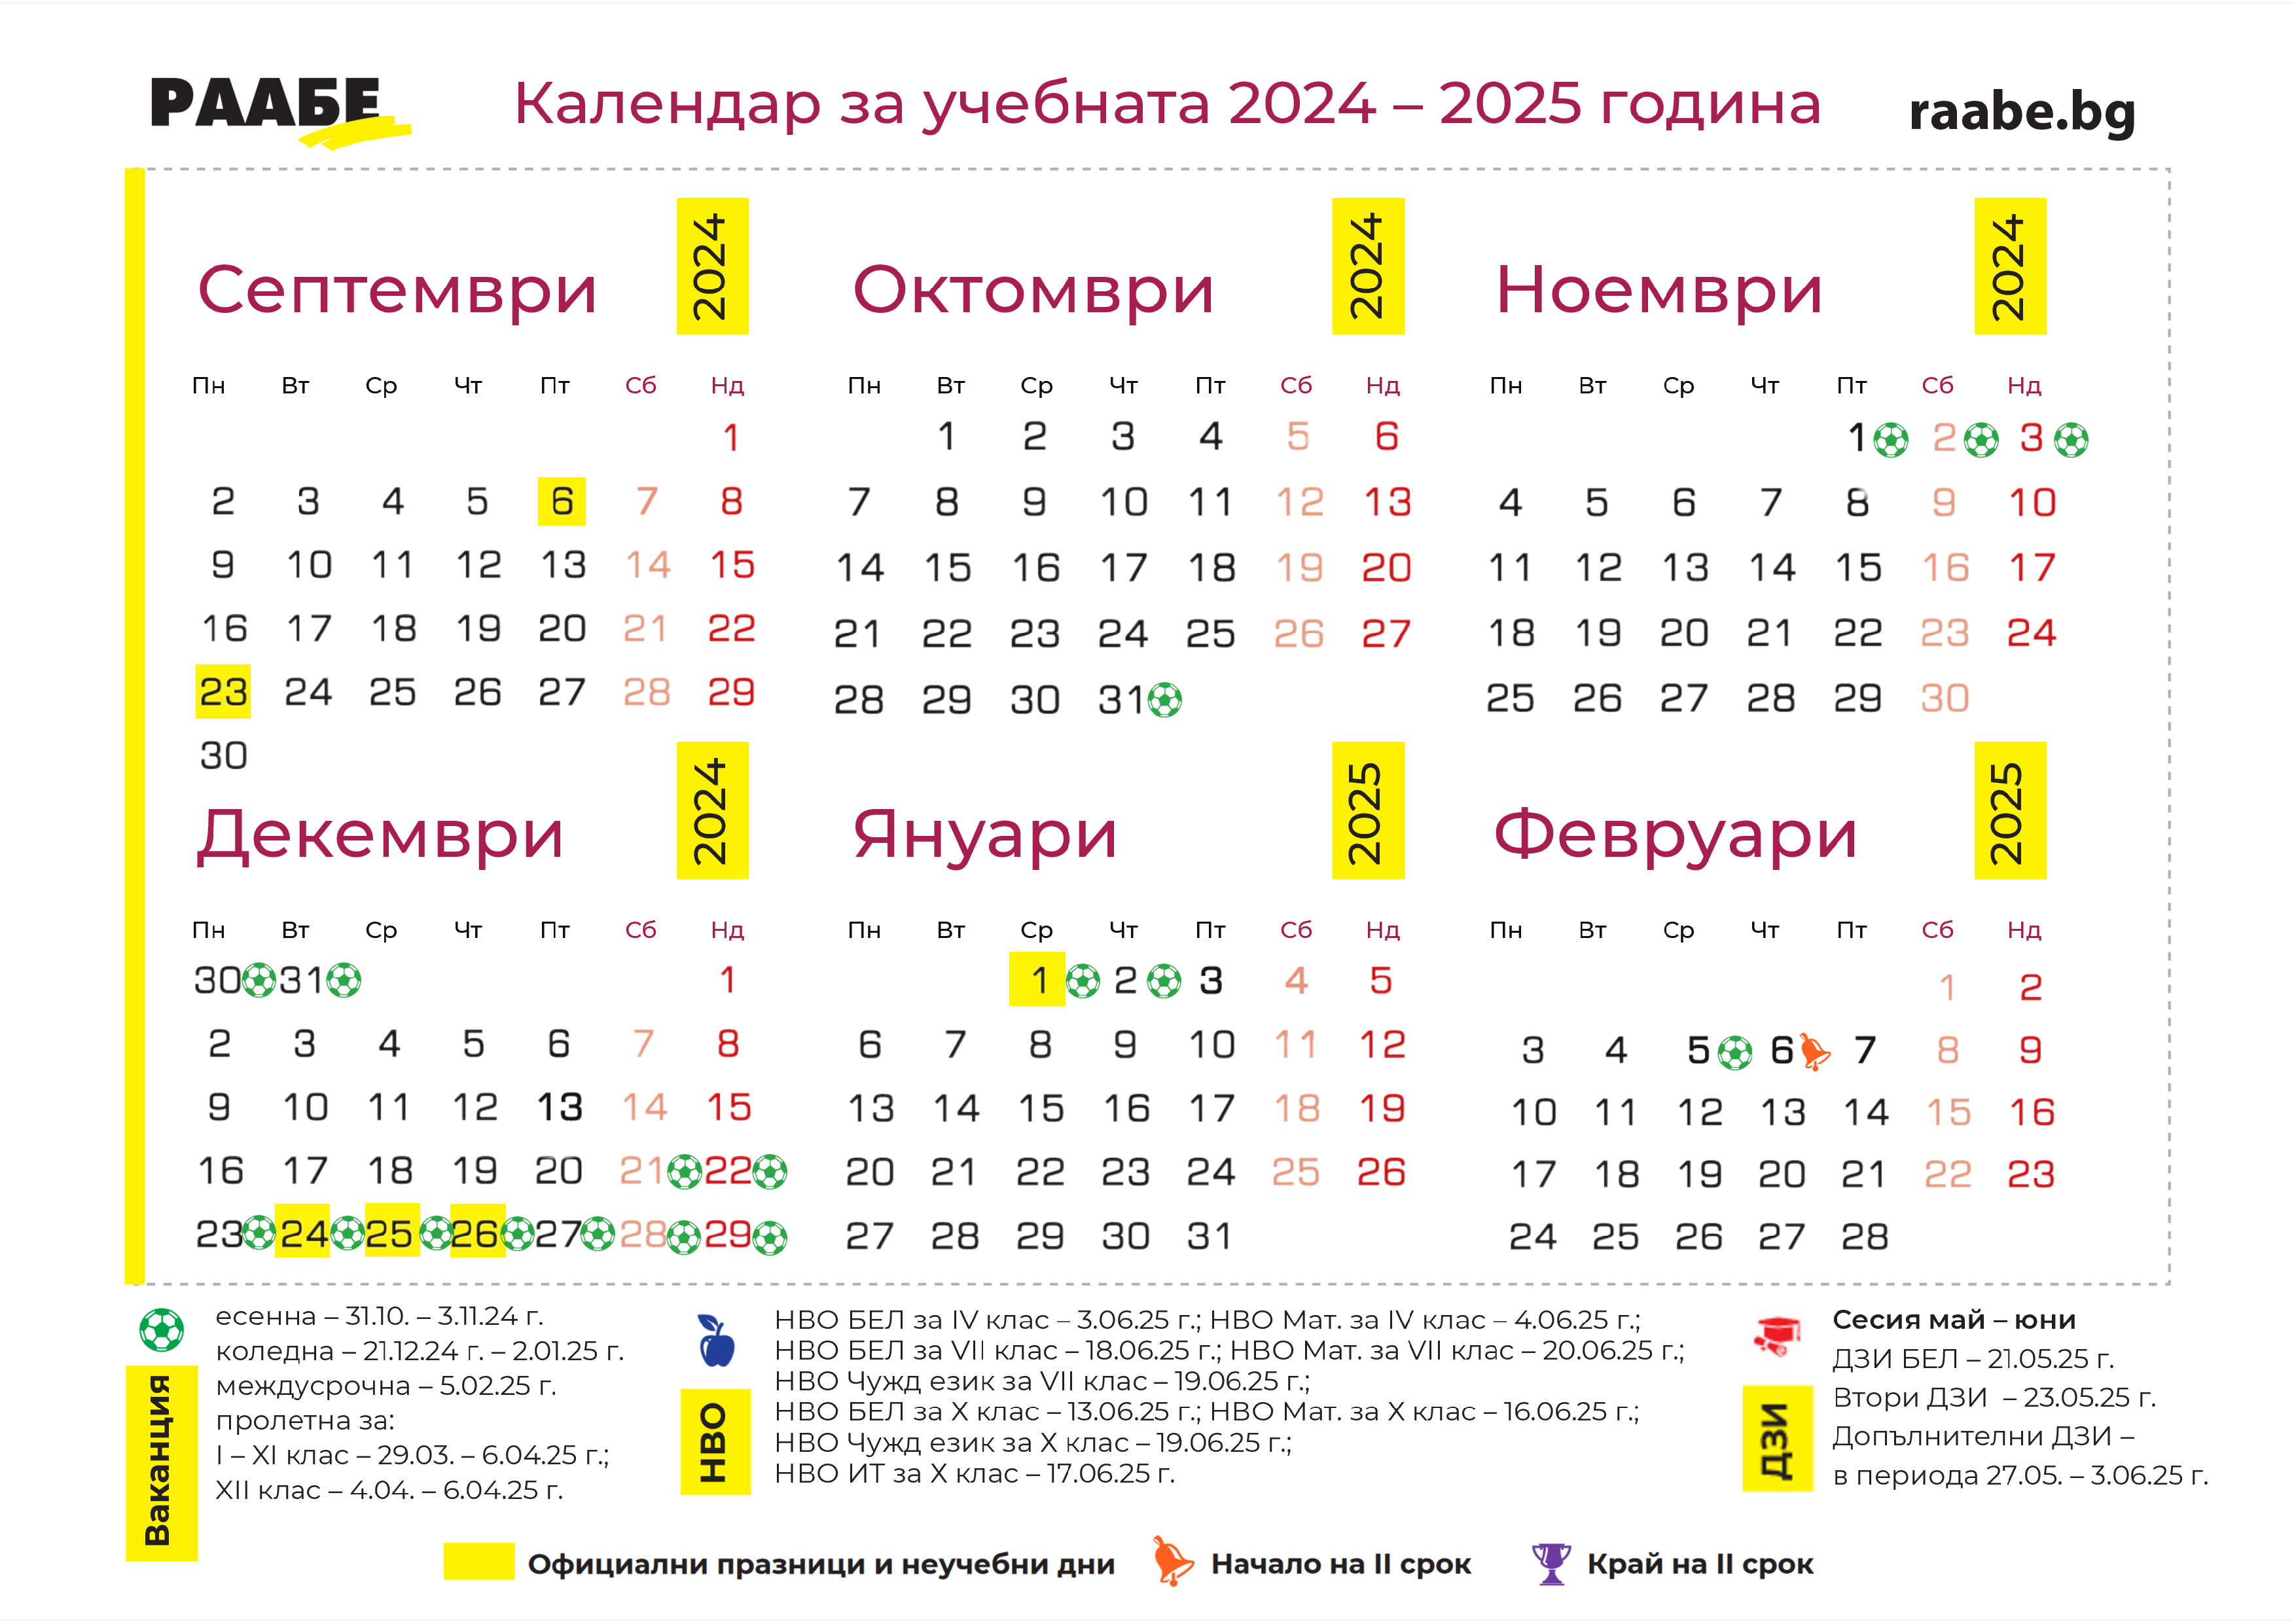 РААБЕ Календар за учебната 2024 – 2025 година raabe.bg
Септември 2024 Октомври 2024 Ноември 2024
Пн Вт Ср Чт Пт Сб Нд Пн Вт Ср Чт Пт Сб Нд Пн Вт Ср Чт Пт Сб Нд
1 1 2 3 4 5 6 1 2 3
2 3 4 5 6 7 8 7 8 9 10 11 12 13 4 5 6 7 8 9 10
9 10 11 12 13 14 15 14 15 16 17 18 19 20 11 12 13 14 15 16 17
16 17 18 19 20 21 22 21 22 23 24 25 26 27 18 19 20 21 22 23 24
23 24 25 26 27 28 29 28 29 30 31 25 26 27 28 29 30
30
Декември 2024 Януари 2025 Февруари 2025
Пн Вт Ср Чт Пт Сб Нд Пн Вт Ср Чт Пт Сб Нд Пн Вт Ср Чт Пт Сб Нд
30 31 1 1 2 3 4 5 1 2
2 3 4 5 6 7 8 6 7 8 9 10 11 12 3 4 5 6 7 8 9
9 10 11 12 13 14 15 13 14 15 16 17 18 19 10 11 12 13 14 15 16
16 17 18 19 20 21 22 20 21 22 23 24 25 26 17 18 19 20 21 22 23
23 24 25 26 27 28 29 27 28 29 30 31 24 25 26 27 28
Ваканция
есенна – 31.10. – 3.11.24 г.
коледна – 21.12.24 г. – 2.01.25 г.
междусрочна – 5.02.25 г.
пролетна за:
I – XI клас – 29.03. – 6.04.25 г.;
XII клас – 4.04. – 6.04.25 г.
НВО
НВО БЕЛ за IV клас – 3.06.25 г.; НВО Мат. за IV клас – 4.06.25 г.;
НВО БЕЛ за VII клас – 18.06.25 г.; НВО Мат. за VII клас – 20.06.25 г.;
НВО Чужд език за VII клас – 19.06.25 г.;
НВО БЕЛ за X клас – 13.06.25 г.; НВО Мат. за X клас – 16.06.25 г.;
НВО Чужд език за X клас – 19.06.25 г.;
НВО ИТ за X клас – 17.06.25 г.
ДЗИ
Сесия май – юни
ДЗИ БЕЛ – 21.05.25 г.
Втори ДЗИ – 23.05.25 г.
Допълнителни ДЗИ –
в периода 27.05. – 3.06.25 г.
Официални празници и неучебни дни Начало на II срок Край на II срок